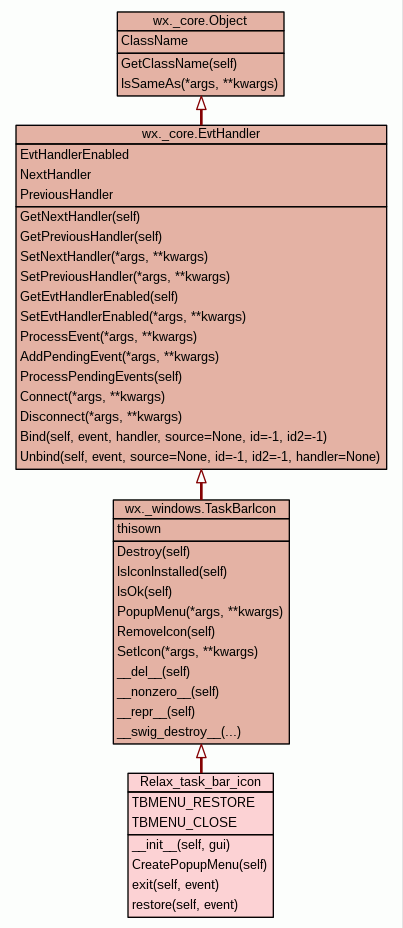 wx._core.Object
ClassName
GetClassName(self)
IsSameAs(*args, **kwargs)
wx._core.EvtHandler
EvtHandlerEnabled
NextHandler
PreviousHandler
GetNextHandler(self)
GetPreviousHandler(self)
SetNextHandler(*args, **kwargs)
SetPreviousHandler(*args, **kwargs)
GetEvtHandlerEnabled(self)
SetEvtHandlerEnabled(*args, **kwargs)
ProcessEvent(*args, **kwargs)
AddPendingEvent(*args, **kwargs)
ProcessPendingEvents(self)
Connect(*args, **kwargs)
Disconnect(*args, **kwargs)
Bind(self, event, handler, source=None, id=-1, id2=-1)
Unbind(self, event, source=None, id=-1, id2=-1, handler=None)
wx._windows.TaskBarIcon
thisown
Destroy(self)
IsIconInstalled(self)
IsOk(self)
PopupMenu(*args, **kwargs)
RemoveIcon(self)
SetIcon(*args, **kwargs)
__del__(self)
__nonzero__(self)
__repr__(self)
__swig_destroy__(...)
Relax_task_bar_icon
TBMENU_RESTORE
TBMENU_CLOSE
__init__(self, gui)
CreatePopupMenu(self)
exit(self, event)
restore(self, event)